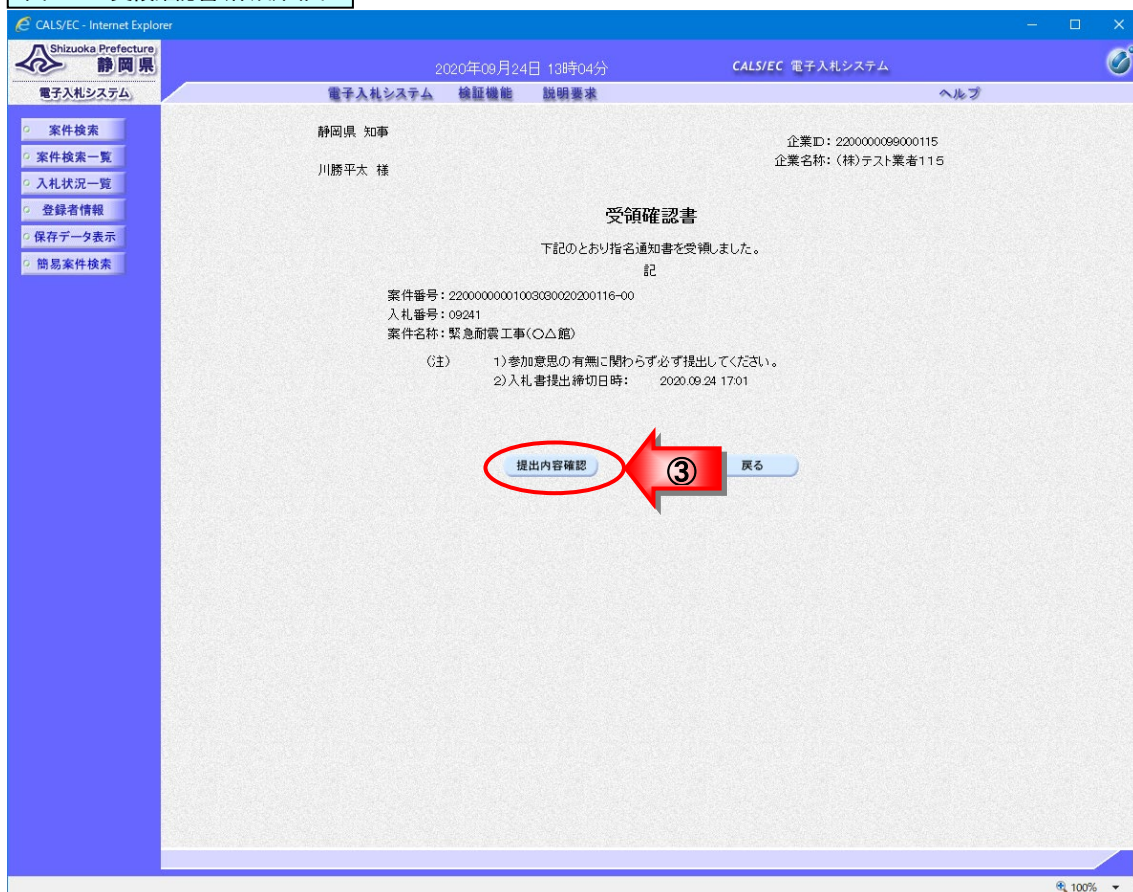 CALS/EC - Internet Explorer
Shizuoka Prefecture
静岡県
2020年09月24日 13時04分
CALS/EC 電子入札システム
電子入札システム
電子入札システム 検証機能 説明要求 ヘルプ
案件検索
案件検索一覧
入札状況一覧
登録者情報
保存データ表示
簡易案件検索
静岡県 知事
企業ID：2200000099000115
企業名称：(株)テスト業者115
川勝平太 様
受領確認書
下記のとおり指名通知書を受領しました。
記
案件番号：22000000001003030020200116-00
入札番号：09241
案件名称：緊急耐震工事(○△館)
(注) 1)参加意思の有無に関わらず必ず提出してください。
2)入札書提出締切日時： 2020.09.24 17:01
提出内容確認
③
戻る
100%